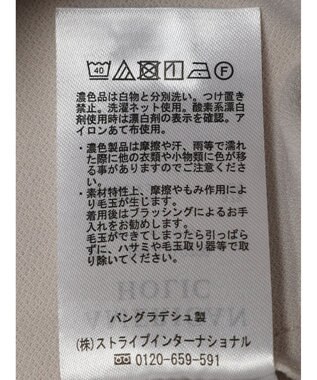 40 F
濃色品は白物と分別洗い。つけ置き
禁止。洗濯ネット使用。酸素系漂白
剤使用時は漂白剤の表示を確認。ア
イロンあて布使用。
・濃色製品は摩擦や汗、雨等で濡れ
た際に他の衣類や小物類に色が移
る事がありますのでご注意くださ
い。
・素材特性上、摩擦やもみ作用によ
り毛玉が生じます。
着用後はブラッシングによるお手
入れをお勧めします。
毛玉ができてしまったら引っぱら
ずに、ハサミや毛玉取り器等で取
り除いてください。
HOLIC
バングラデシュ製
(株)ストライプインターナショナル
0120-659-591